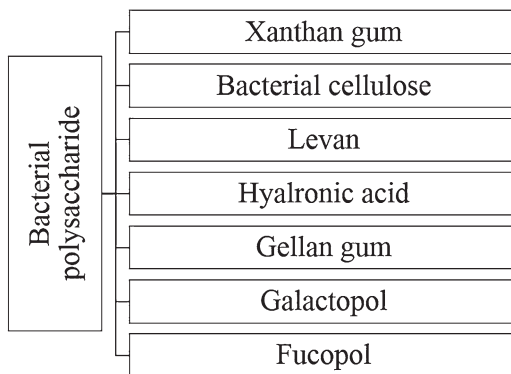 Bacterial
polysaccharide
Xanthan gum
Bacterial cellulose
Levan
Hyalronic acid
Gellan gum
Galactopol
Fucopol